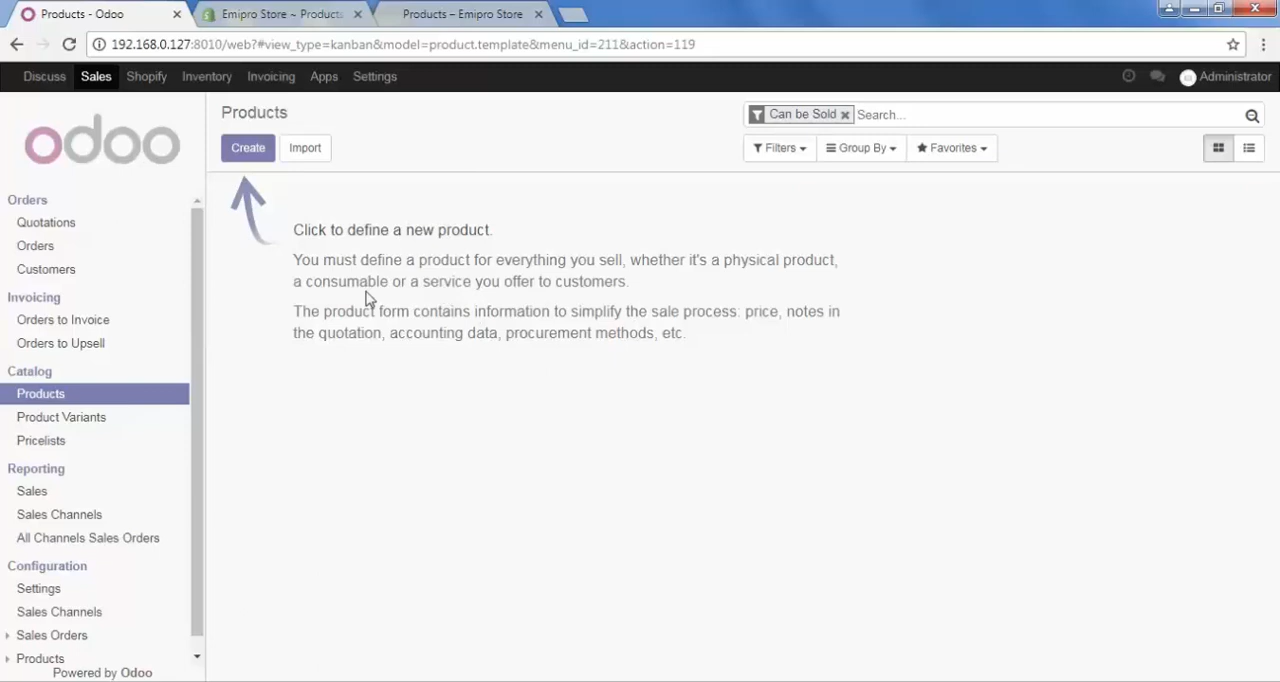 Products - Odoo
Emipro Store ~ Products
Products – Emipro Store
192.168.0.127:8010/web?#view_type=kanban&model=product.template&menu_id=211&action=119
Discuss Sales Shopify Inventory Invoicing Apps Settings Administrator
odoo
Products
Can be Sold Search...
Create Import
Filters Group By Favorites
Orders
Quotations
Orders
Customers
Invoicing
Orders to Invoice
Orders to Upsell
Catalog
Products
Product Variants
Pricelists
Reporting
Sales
Sales Channels
All Channels Sales Orders
Configuration
Settings
Sales Channels
Sales Orders
Products
Powered by Odoo
Click to define a new product.
You must define a product for everything you sell, whether it's a physical product,
a consumable or a service you offer to customers.
The product form contains information to simplify the sale process: price, notes in
the quotation, accounting data, procurement methods, etc.